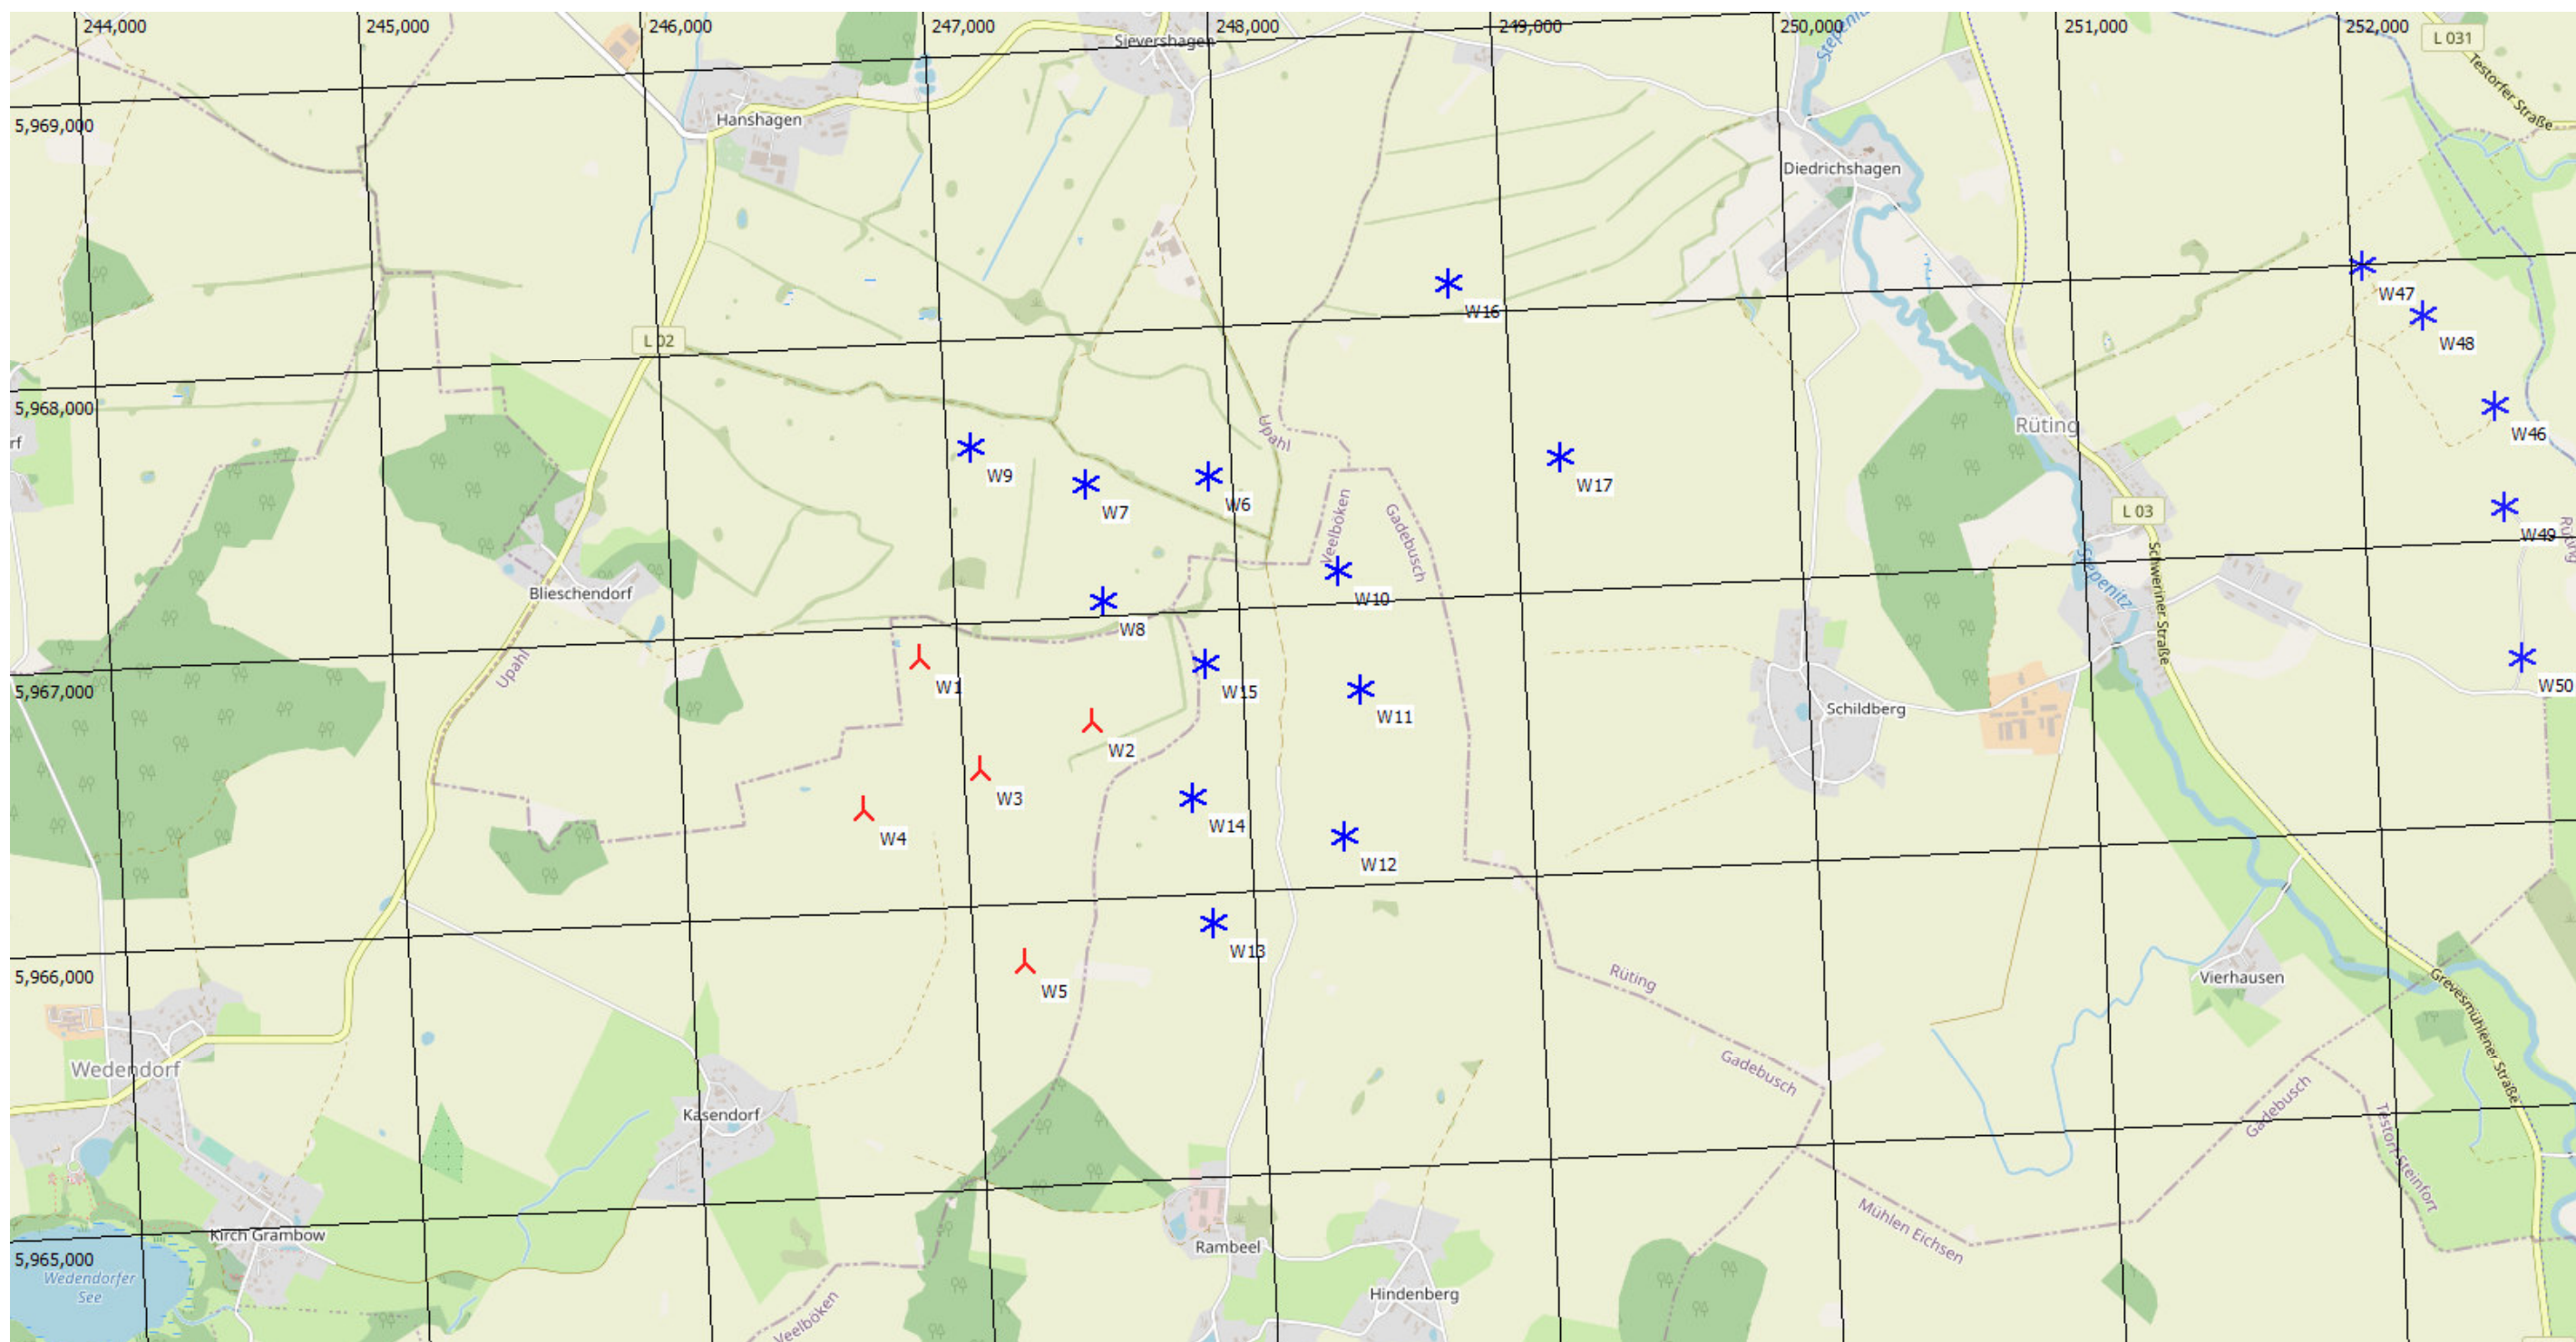 244,000
245,000
246,000
247,000
248,000
249,000
250,000
251,000
252,000
L 031
Sievershagen
Stepenitz
Testorfer Straße
Hanshagen
5,969,000
Diedrichshagen
W47
W16
L 02
W48
5,968,000
Upahl
Rüting
W46
rf
W9
W17
W7
W6
Veelböken
Gadebusch
L 03
W49
Rüting
Blieschendorf
W10
Stepenitz
Schweriner Straße
W8
Upahl
W1
W15
W50
5,967,000
W11
Schildberg
W2
W3
W14
W4
W12
W13
5,966,000
W5
Rüting
Vierhausen
Grevesmühlener Straße
Wedendorf
Gadebusch
Gadebusch
Kasendorf
Testorf-Steinfort
Kirch Grambow
Rambeel
Mühlen Eichsen
5,965,000
Wedendorfer
See
Hindenberg
Veelböken